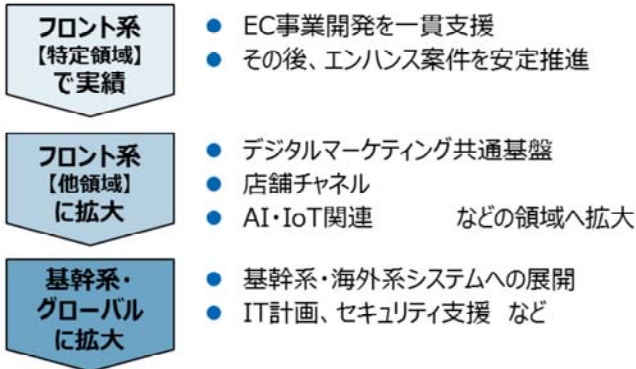 フロント系
【特定領域】
で実績
● EC事業開発を一貫支援
● その後、エンハンス案件を安定推進
フロント系
【他領域】
に拡大
● デジタルマーケティング共通基盤
● 店舗チャネル
● AI・IoT関連　　　などの領域へ拡大
基幹系・
グローバル
に拡大
● 基幹系・海外系システムへの展開
● IT計画、セキュリティ支援　など